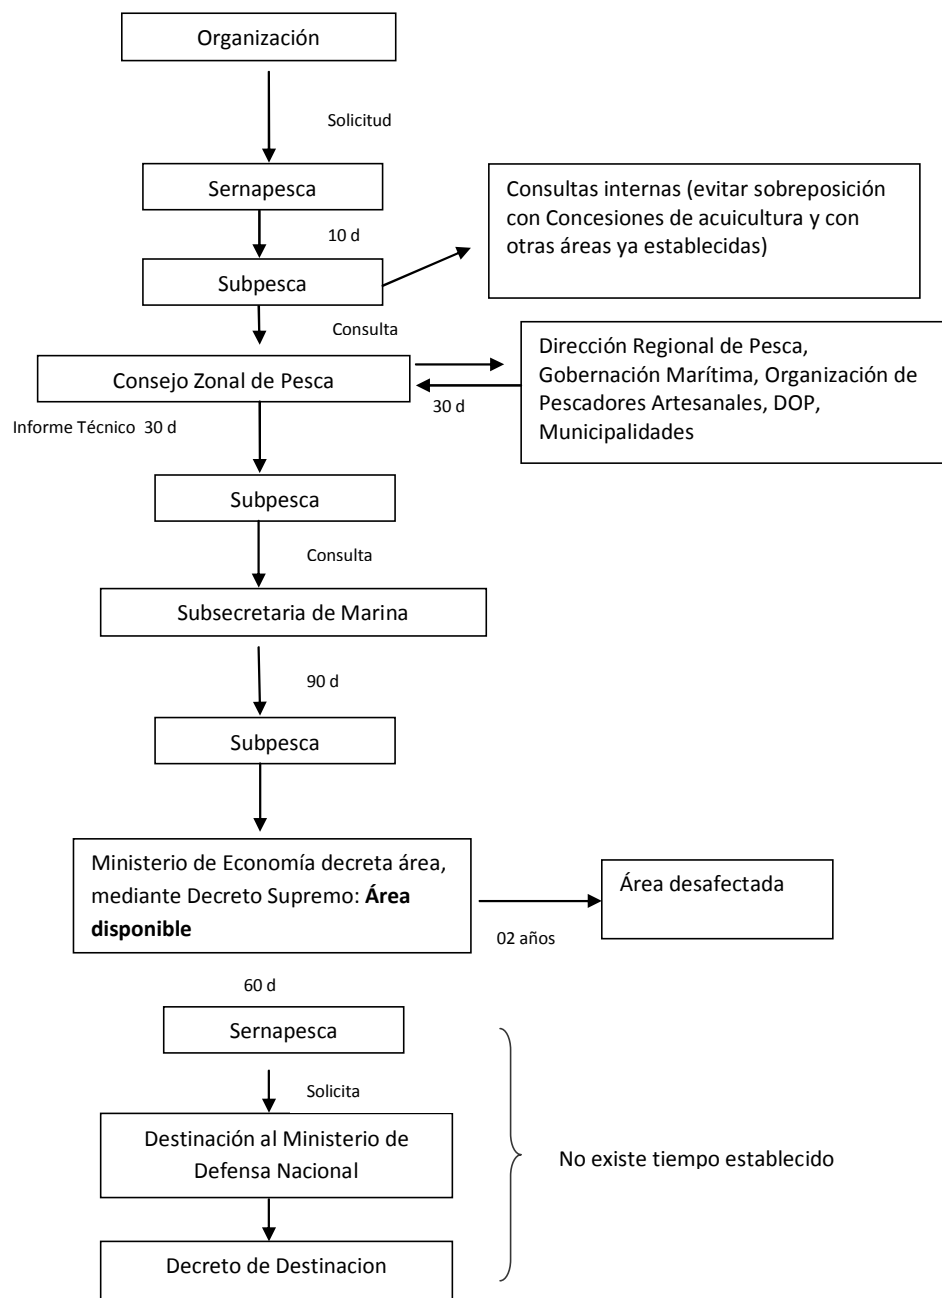 Organización
Solicitud
Sernapesca
Consultas internas (evitar sobreposición
con Concesiones de acuicultura y con
otras áreas ya establecidas)
10 d
Subpesca
Consulta
Dirección Regional de Pesca,
Gobernación Marítima, Organización de
Pescadores Artesanales, DOP,
Municipalidades
Consejo Zonal de Pesca
30 d
Informe Técnico 30 d
Subpesca
Consulta
Subsecretaria de Marina
90 d
Subpesca
Ministerio de Economía decreta área,
mediante Decreto Supremo: Área
disponible
Área desafectada
02 años
60 d
Sernapesca
Solicita
Destinación al Ministerio de
Defensa Nacional
No existe tiempo establecido
Decreto de Destinacion